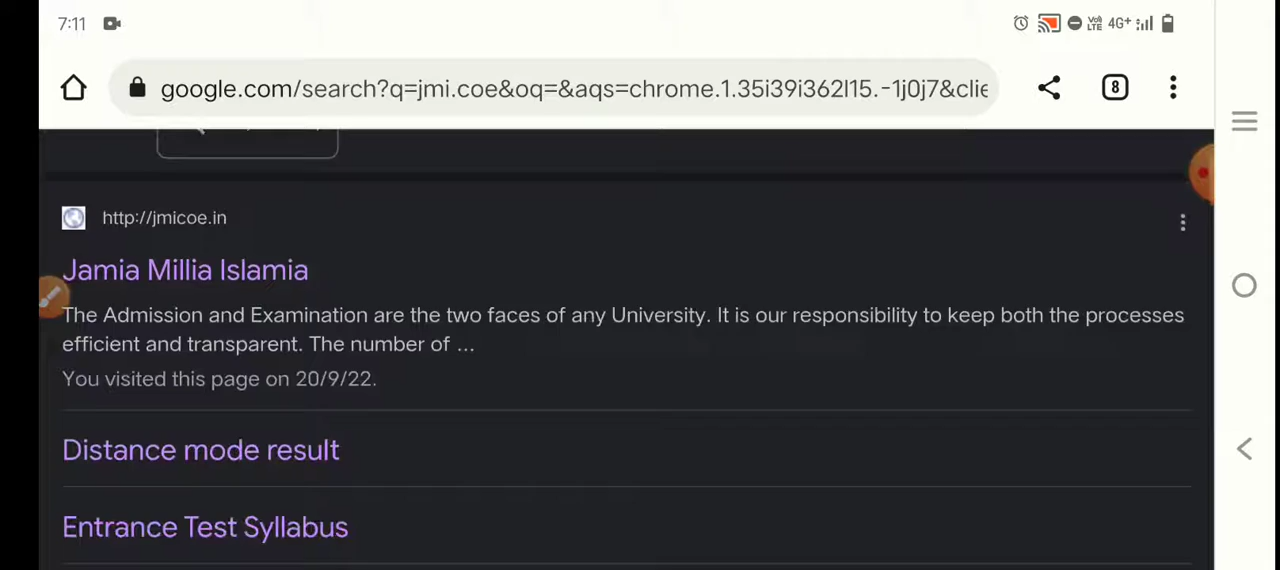 7:11
Vo)
LTE
4G+
google.com/search?q=jmi.coe&oq=&aqs=chrome.1.35i39i362l15.-1j0j7&clie
8
http://jmicoe.in
Jamia Millia Islamia
The Admission and Examination are the two faces of any University. It is our responsibility to keep both the processes
efficient and transparent. The number of ...
You visited this page on 20/9/22.
Distance mode result
Entrance Test Syllabus